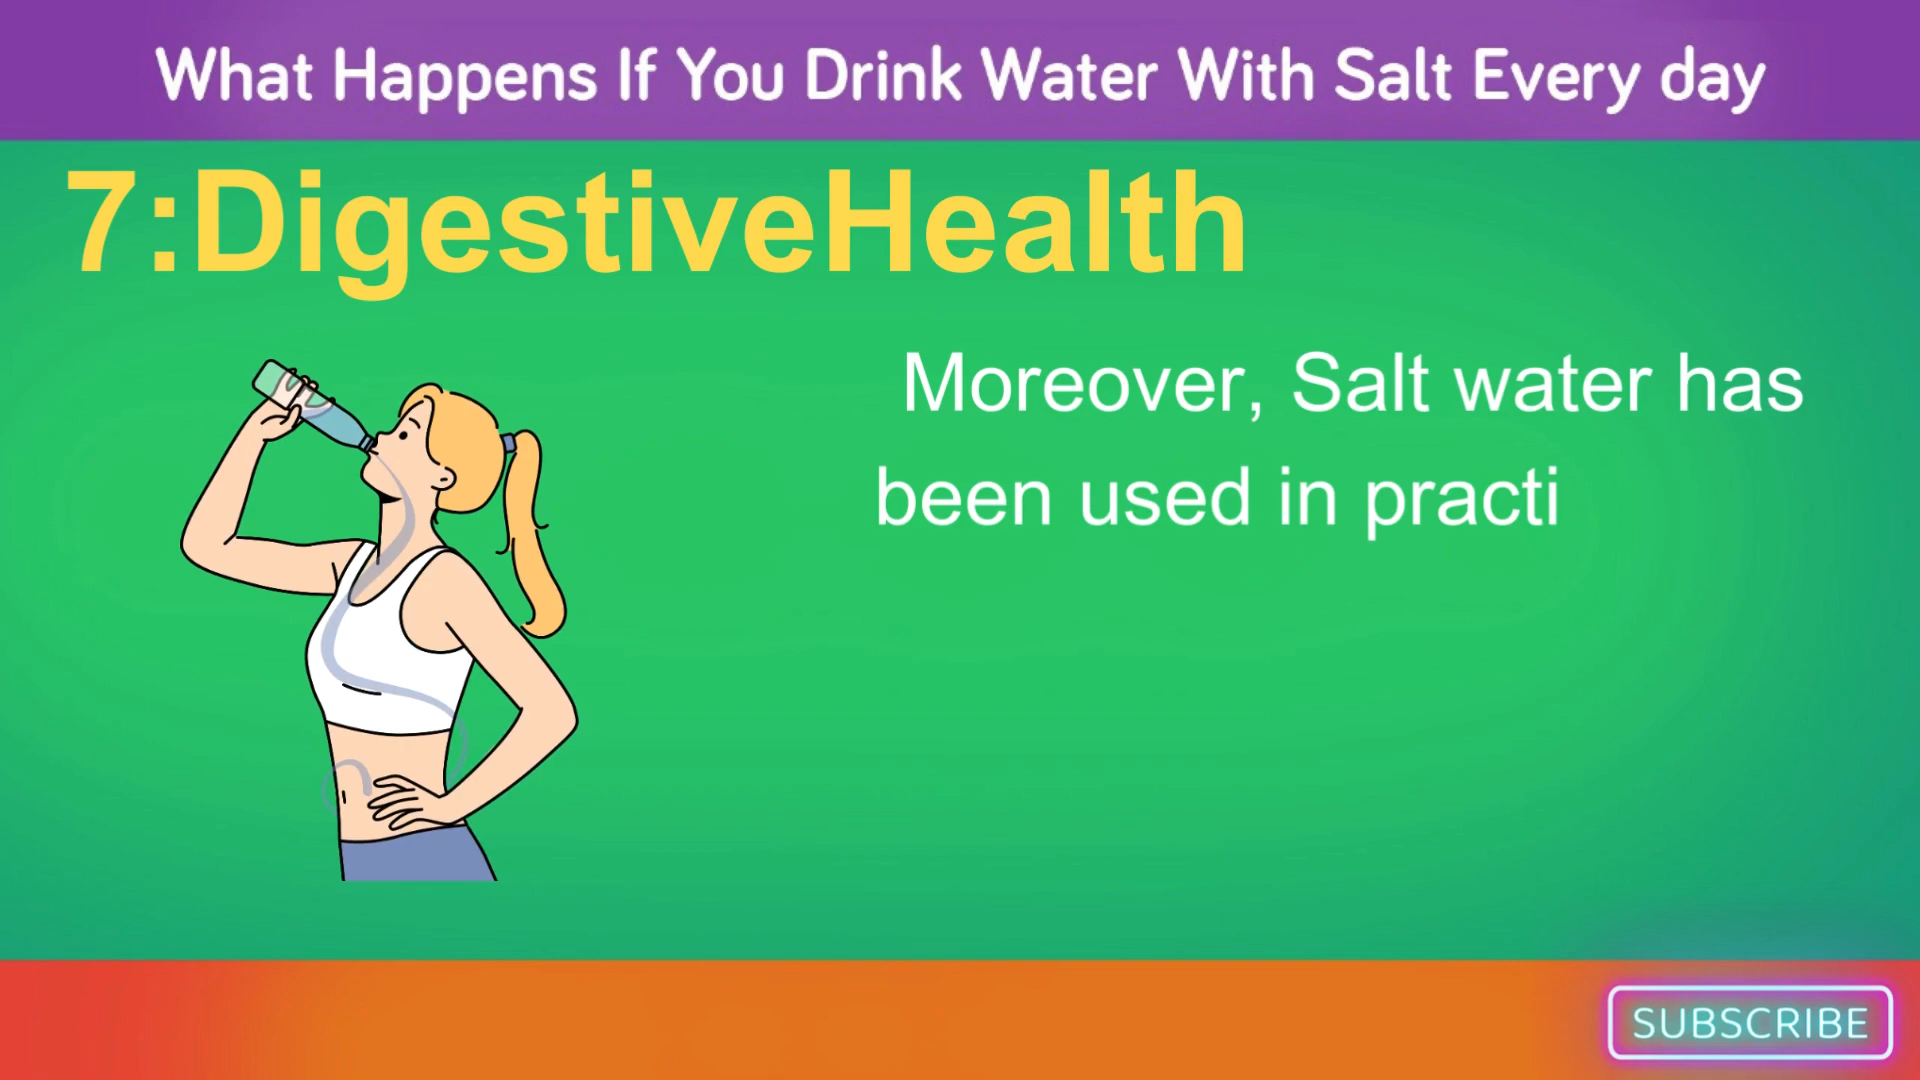 What Happens If You Drink Water With Salt Every day
7:DigestiveHealth
Moreover, Salt water has
been used in practi
SUBSCRIBE